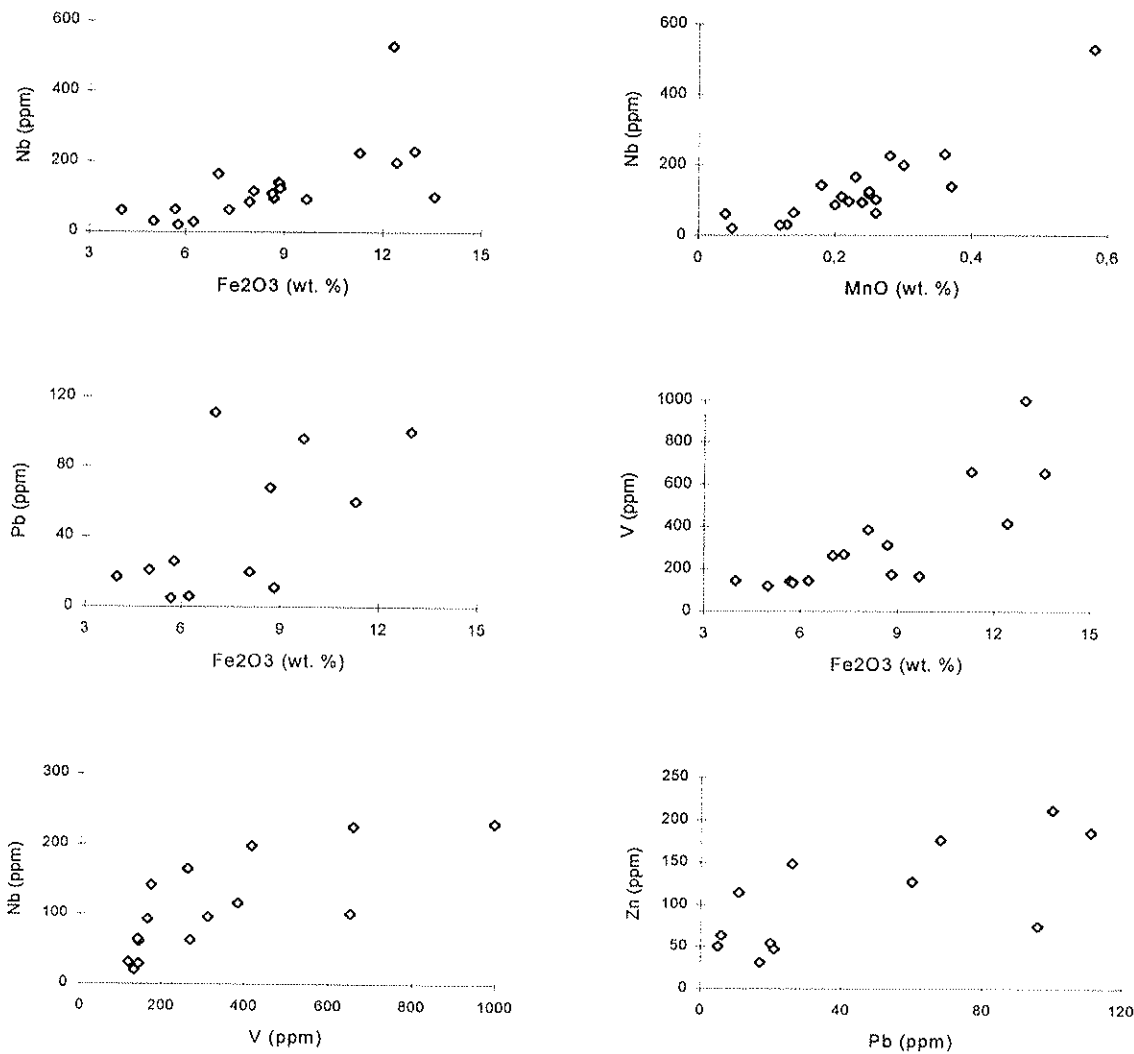 600
400
200
0
Nb (ppm)
3 6 9 12 15
Fe2O3 (wt. %)
600
400
200
0
Nb (ppm)
0 0,2 0,4 0,6
MnO (wt. %)
120
80
40
0
Pb (ppm)
3 6 9 12 15
Fe2O3 (wt. %)
1000
800
600
400
200
0
V (ppm)
3 6 9 12 15
Fe2O3 (wt. %)
300
200
100
0
Nb (ppm)
0 200 400 600 800 1000
V (ppm)
250
200
150
100
50
0
Zn (ppm)
0 40 80 120
Pb (ppm)